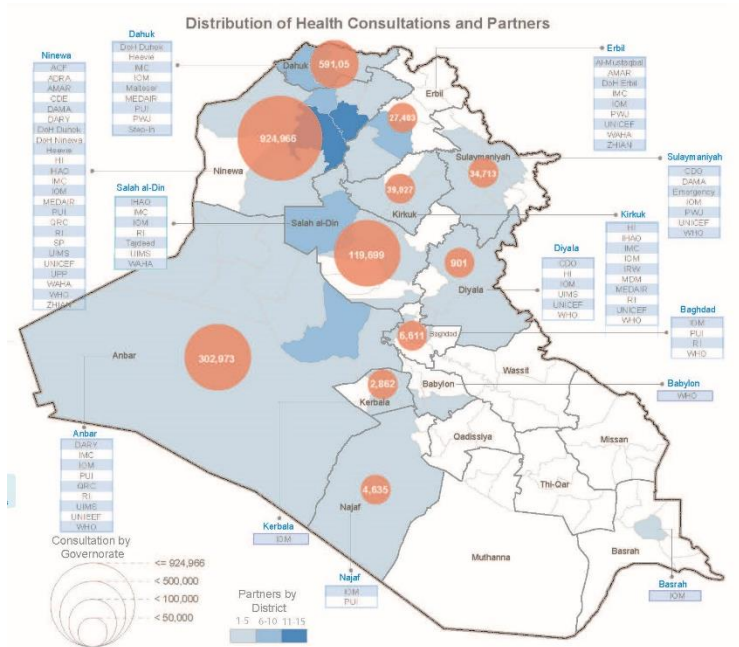 Distribution of Health Consultations and Partners
Dahuk
DoH Duhok
Heevie
IMC
IOM
Malteser
MEDAIR
PUI
PWJ
Step-In
Ninewa
ACF
ADRA
AMAR
CDE
DAMA
DARY
DoH Duhok
DoH Ninewa
Heevie
HI
IHAO
IMC
IOM
MEDAIR
PUI
QRC
RI
SP
UIMS
UNICEF
UPP
WAHA
WHO
ZHIAN
Salah al-Din
IHAO
IMC
IOM
RI
Tajdeed
UIMS
WAHA
Erbil
Al-Mustaqbal
AMAR
DoH Erbil
IMC
IOM
PWJ
UNICEF
WAHA
ZHIAN
Sulaymaniyah
CDO
DAMA
Emergency
IOM
PWJ
UNICEF
WHO
Kirkuk
HI
IHAO
IMC
IOM
IRW
MDM
MEDAIR
RI
UNICEF
WHO
Diyala
CDO
HI
IOM
UIMS
UNICEF
WHO
Baghdad
IOM
PUI
RI
WHO
Babylon
WHO
Basrah
IOM
Najaf
IOM
PUI
Kerbala
IOM
Anbar
DARY
IMC
IOM
PUI
QRC
RI
UIMS
UNICEF
WHO
591,05
Dahuk
Erbil
924,966
Ninewa
27,493
Sulaymaniyah
34,713
Kirkuk
Salah al-Din
119,699
901
Diyala
302,973
Anbar
Baghdad
2,862
Kerbala
Babylon
Wassit
Qadissiya
Missan
Thi-Qar
4,635
Najaf
Muthanna
Basrah
Consultation by
Governorate
<= 924,966
< 500,000
< 100,000
< 50,000
Partners by
District
1-5 6-10 11-15